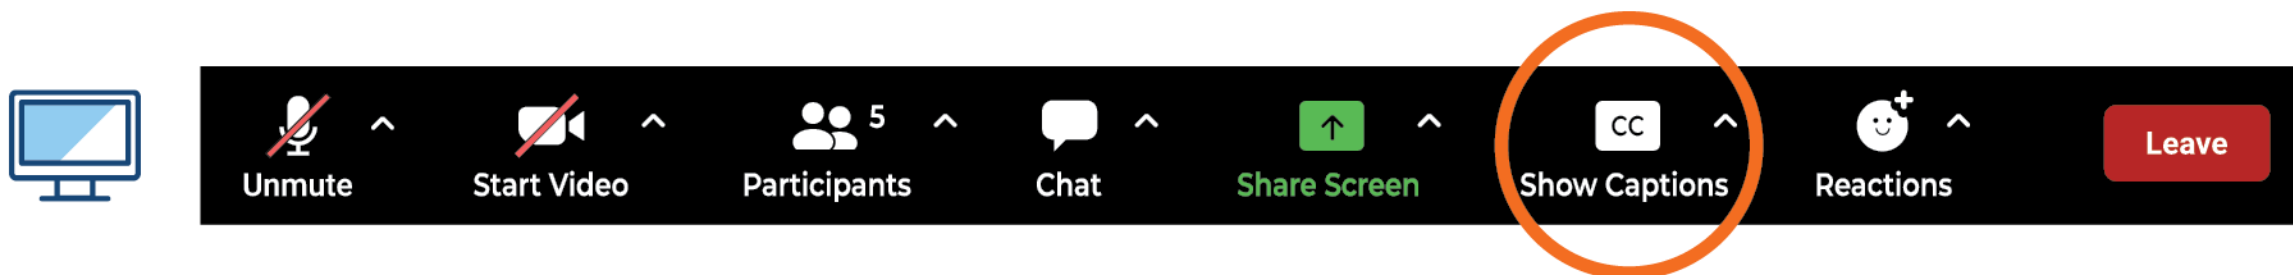 5
CC
Unmute
Start Video
Participants
Chat
Share Screen
Show Captions
Reactions
Leave